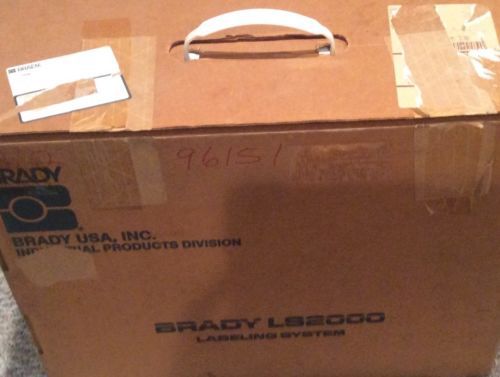 96151
BRADY
BRADY USA, INC.
INDUSTRIAL PRODUCTS DIVISION
BRADY LS2000
LABELING SYSTEM